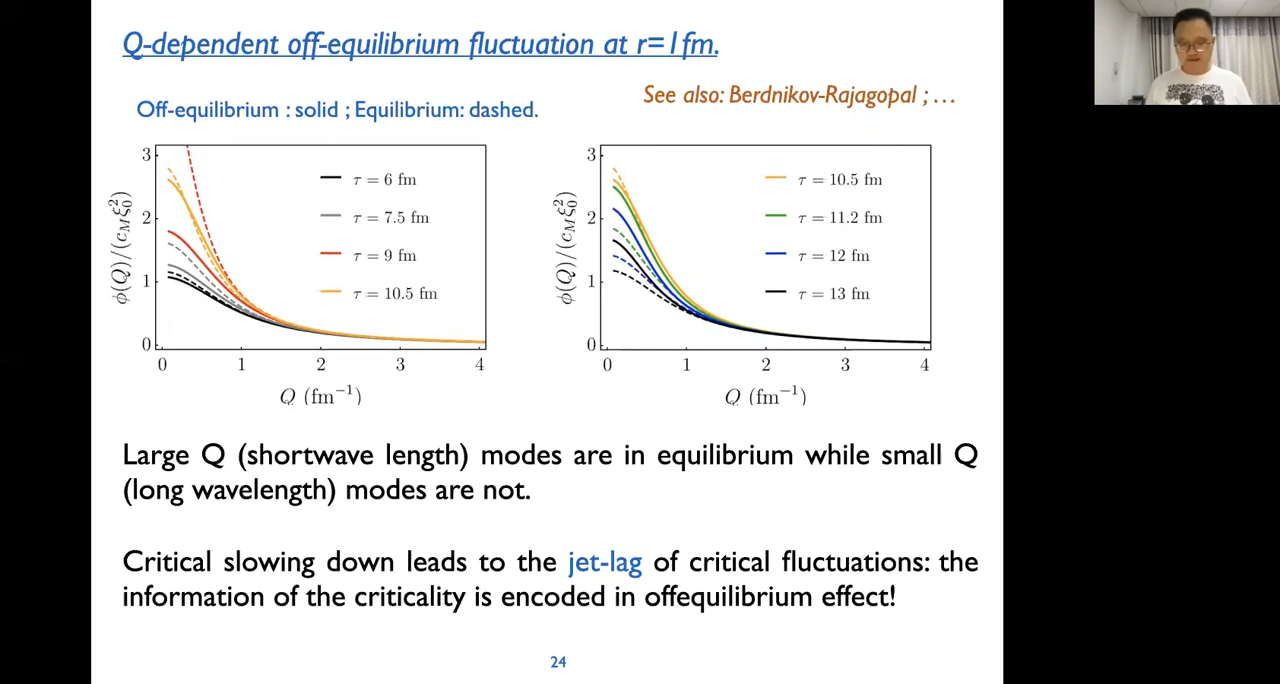 Q-dependent off-equilibrium fluctuation at r=1fm.
See also: Berdnikov-Rajagopal ; …
Off-equilibrium : solid ; Equilibrium: dashed.
3
2
1
0
ϕ(Q)/(c_M ξ_0^2)
τ = 6 fm
τ = 7.5 fm
τ = 9 fm
τ = 10.5 fm
0 1 2 3 4
Q (fm⁻¹)
3
2
1
0
ϕ(Q)/(c_M ξ_0^2)
τ = 10.5 fm
τ = 11.2 fm
τ = 12 fm
τ = 13 fm
0 1 2 3 4
Q (fm⁻¹)
Large Q (shortwave length) modes are in equilibrium while small Q
(long wavelength) modes are not.
Critical slowing down leads to the jet-lag of critical fluctuations: the
information of the criticality is encoded in offequilibrium effect!
24